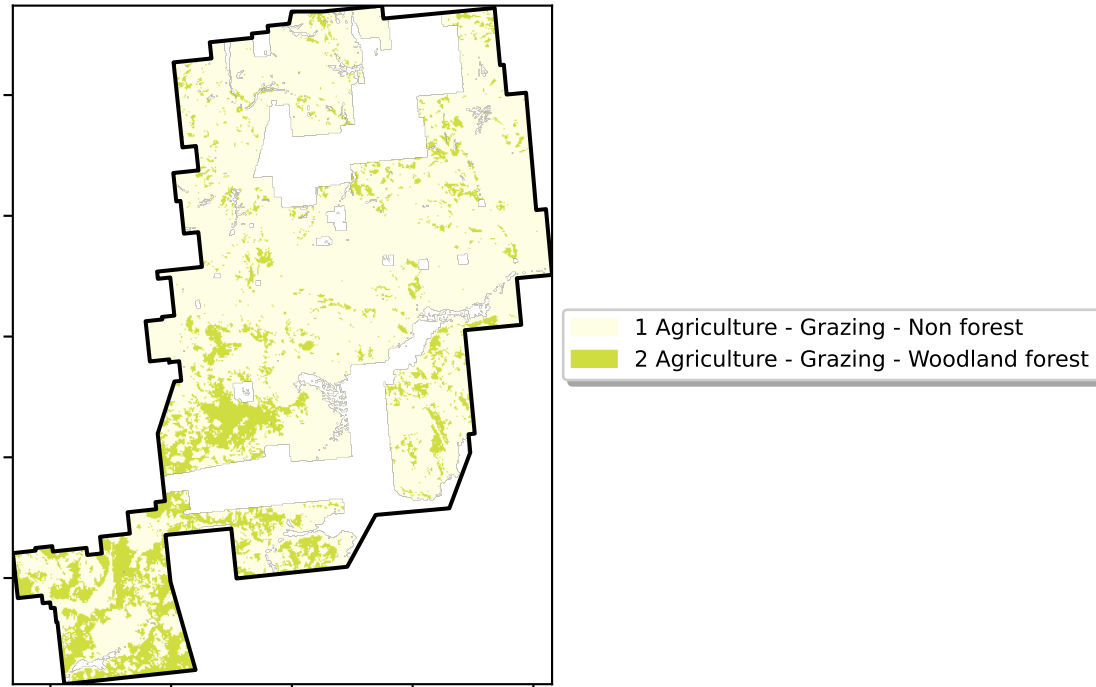 1 Agriculture - Grazing - Non forest
2 Agriculture - Grazing - Woodland forest